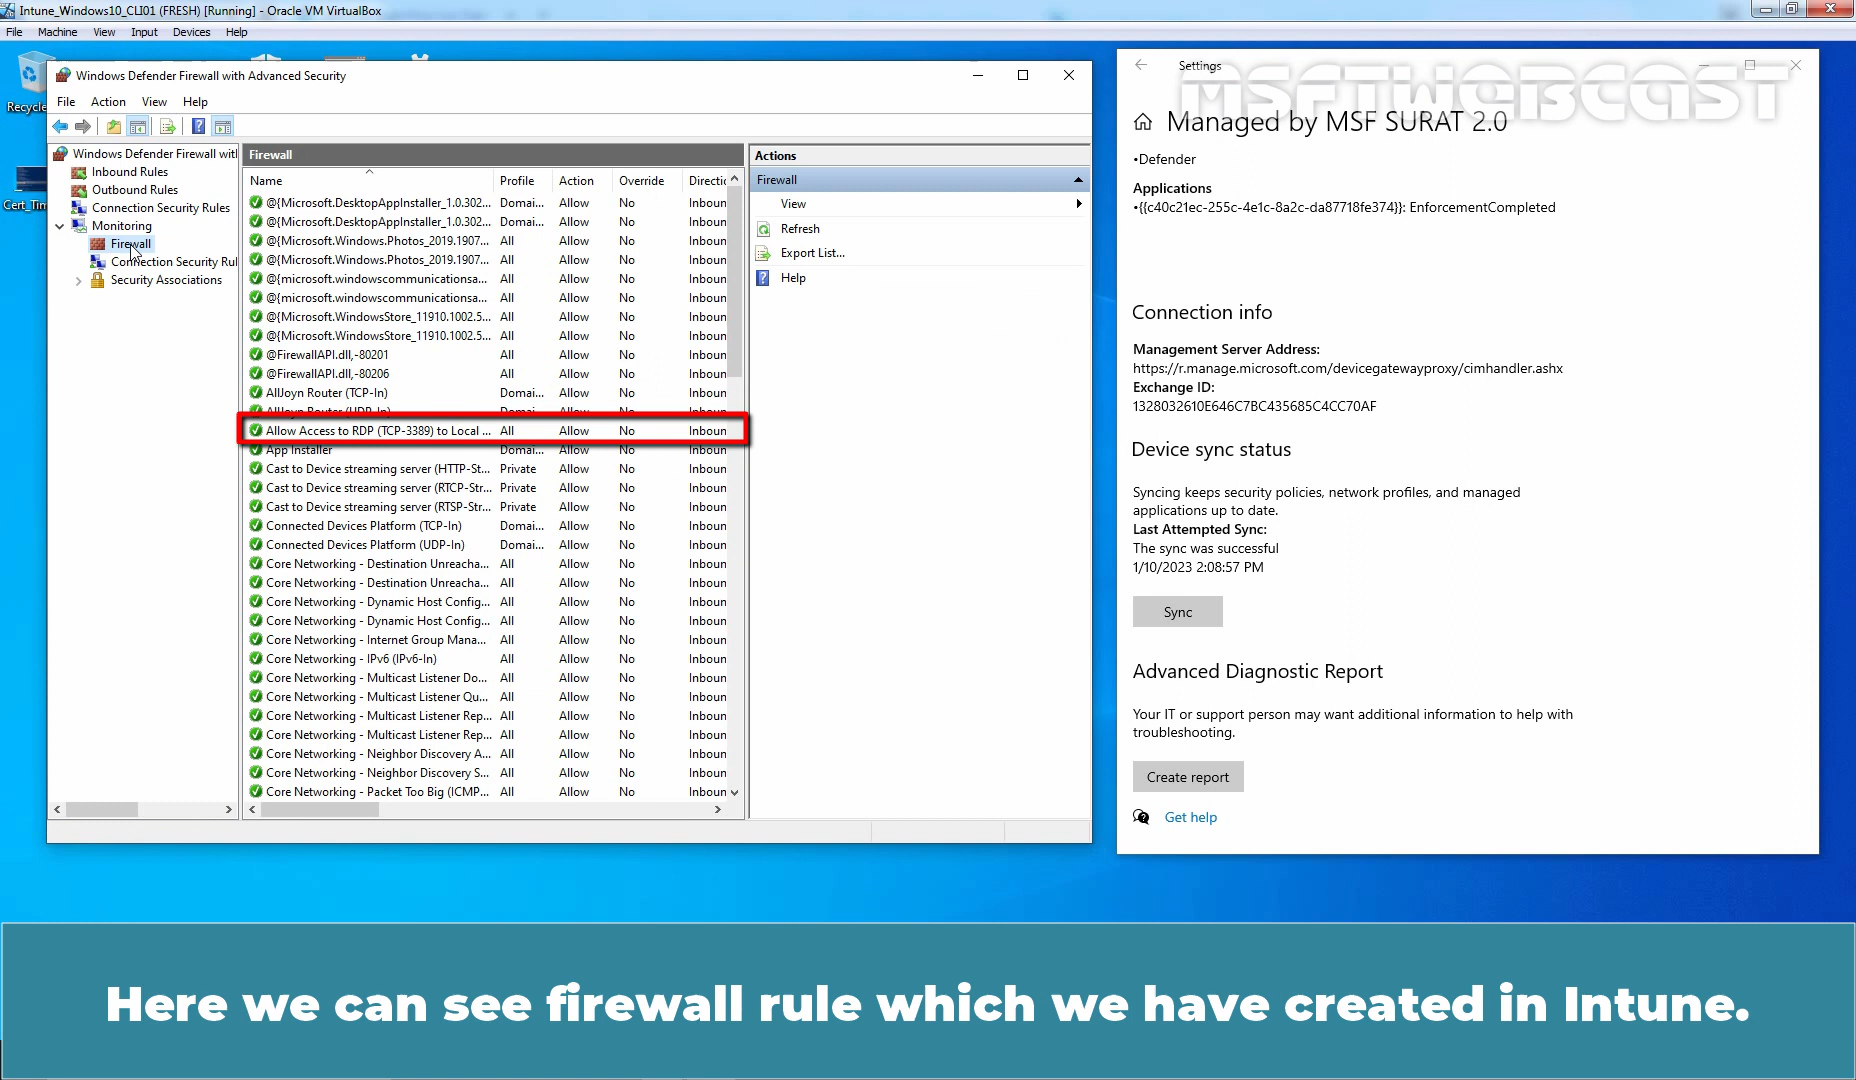 Intune_Windows10_CLI01 (FRESH) [Running] - Oracle VM VirtualBox
File Machine View Input Devices Help
Recycle
Cert_Tim
Windows Defender Firewall with Advanced Security
File Action View Help
Windows Defender Firewall witl
Inbound Rules
Outbound Rules
Connection Security Rules
Monitoring
Firewall
Connection Security Rul
Security Associations
Firewall
Name Profile Action Override Directio
@{Microsoft.DesktopAppInstaller_1.0.302... Domai... Allow No Inboun
@{Microsoft.DesktopAppInstaller_1.0.302... Domai... Allow No Inboun
@{Microsoft.Windows.Photos_2019.1907... All Allow No Inboun
@{Microsoft.Windows.Photos_2019.1907... All Allow No Inboun
@{microsoft.windowscommunicationsa... All Allow No Inboun
@{microsoft.windowscommunicationsa... All Allow No Inboun
@{Microsoft.WindowsStore_11910.1002.5... All Allow No Inboun
@{Microsoft.WindowsStore_11910.1002.5... All Allow No Inboun
@FirewallAPI.dll,-80201 All Allow No Inboun
@FirewallAPI.dll,-80206 All Allow No Inboun
AllJoyn Router (TCP-In) Domai... Allow No Inboun
AllJoyn Router (UDP-In) Domai... Allow No Inboun
Allow Access to RDP (TCP-3389) to Local ... All Allow No Inboun
App Installer Domai... Allow No Inboun
Cast to Device streaming server (HTTP-St... Private Allow No Inboun
Cast to Device streaming server (RTCP-Str... Private Allow No Inboun
Cast to Device streaming server (RTSP-Str... Private Allow No Inboun
Connected Devices Platform (TCP-In) Domai... Allow No Inboun
Connected Devices Platform (UDP-In) Domai... Allow No Inboun
Core Networking - Destination Unreacha... All Allow No Inboun
Core Networking - Destination Unreacha... All Allow No Inboun
Core Networking - Dynamic Host Config... All Allow No Inboun
Core Networking - Dynamic Host Config... All Allow No Inboun
Core Networking - Internet Group Mana... All Allow No Inboun
Core Networking - IPv6 (IPv6-In) All Allow No Inboun
Core Networking - Multicast Listener Do... All Allow No Inboun
Core Networking - Multicast Listener Qu... All Allow No Inboun
Core Networking - Multicast Listener Rep... All Allow No Inboun
Core Networking - Multicast Listener Rep... All Allow No Inboun
Core Networking - Neighbor Discovery A... All Allow No Inboun
Core Networking - Neighbor Discovery S... All Allow No Inboun
Core Networking - Packet Too Big (ICMP... All Allow No Inboun
Actions
Firewall
View
Refresh
Export List...
Help
Settings
MSFTWEBCAST
Managed by MSF SURAT 2.0
•Defender
Applications
•{{c40c21ec-255c-4e1c-8a2c-da87718fe374}}: EnforcementCompleted
Connection info
Management Server Address:
https://r.manage.microsoft.com/devicegatewayproxy/cimhandler.ashx
Exchange ID:
1328032610E646C7BC435685C4CC70AF
Device sync status
Syncing keeps security policies, network profiles, and managed
applications up to date.
Last Attempted Sync:
The sync was successful
1/10/2023 2:08:57 PM
Sync
Advanced Diagnostic Report
Your IT or support person may want additional information to help with
troubleshooting.
Create report
Get help
Here we can see firewall rule which we have created in Intune.